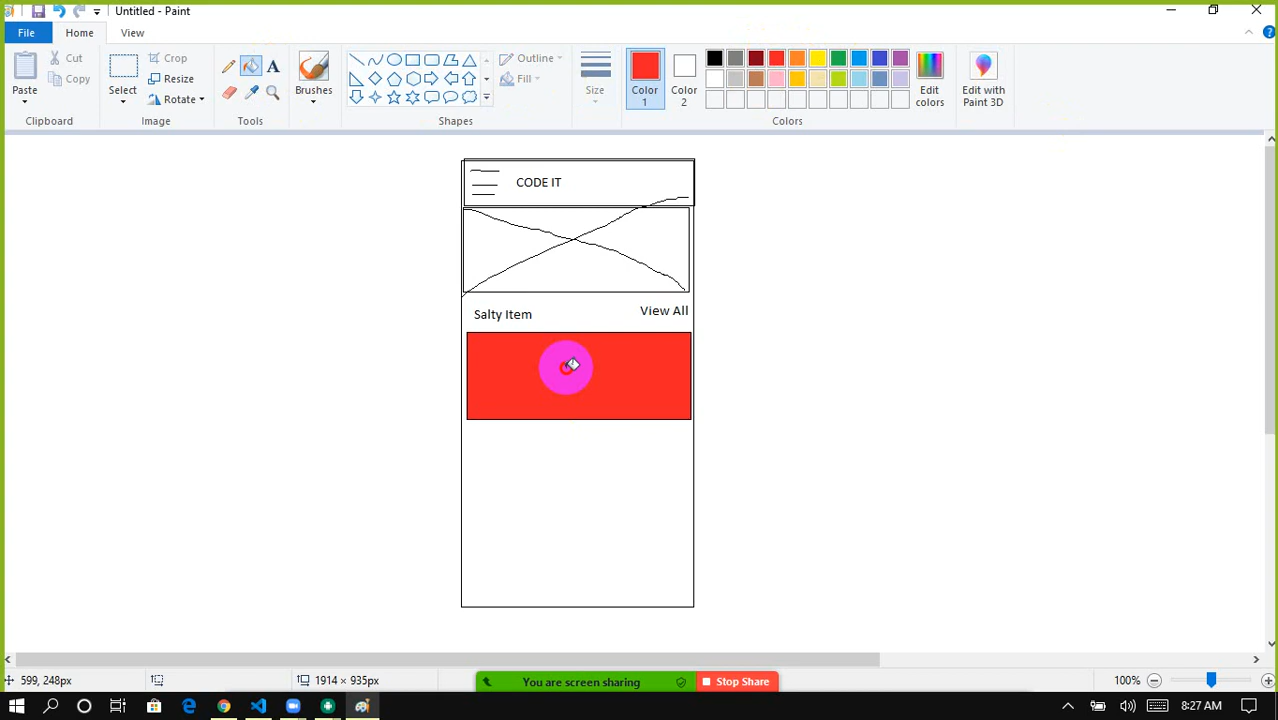 Untitled - Paint
File
Home
View
Paste
Cut
Copy
Clipboard
Select
Crop
Resize
Rotate
Image
Tools
Brushes
Outline
Fill
Shapes
Size
Color
1
Color
2
Edit
colors
Edit with
Paint 3D
Colors
CODE IT
Salty Item
View All
599, 248px
1914 × 935px
You are screen sharing
Stop Share
100%
8:27 AM